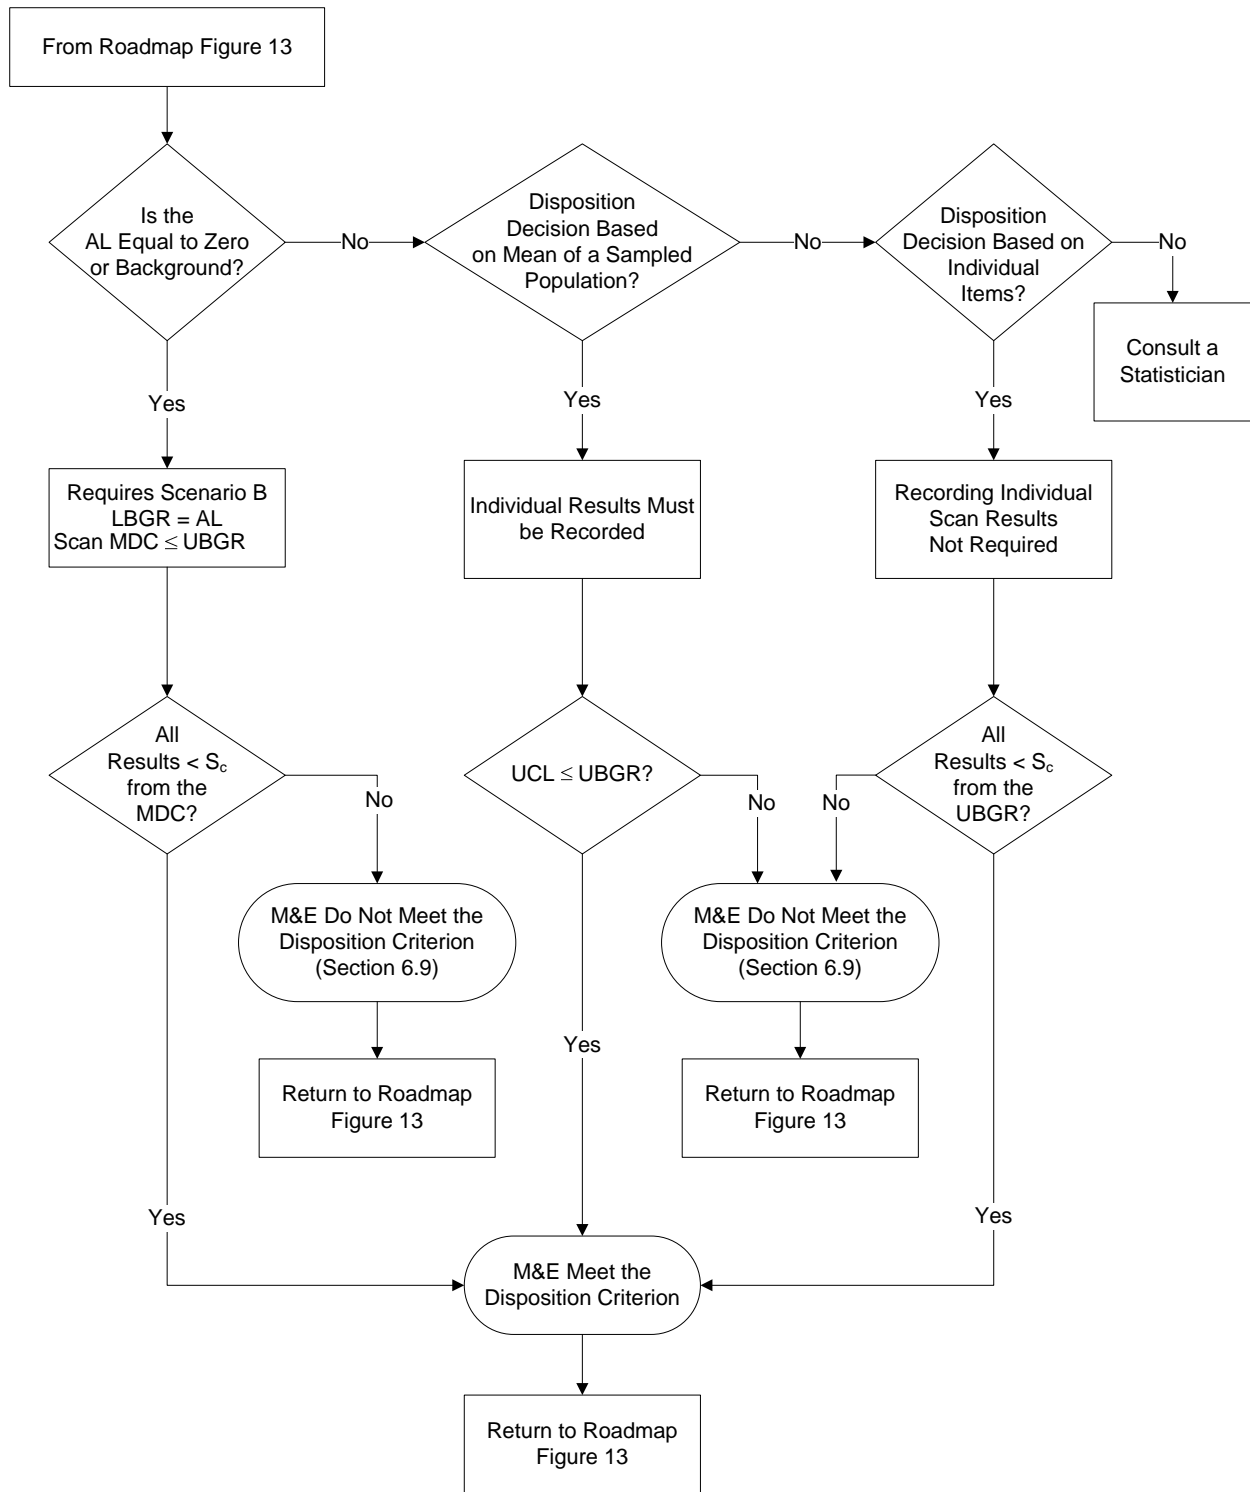 From Roadmap Figure 13
Is the
AL Equal to Zero
or Background?
No
Disposition
Decision Based
on Mean of a Sampled
Population?
No
Disposition
Decision Based on
Individual
Items?
No
Consult a
Statistician
Yes
Yes
Yes
Requires Scenario B
LBGR = AL
Scan MDC ≤ UBGR
Individual Results Must
be Recorded
Recording Individual
Scan Results
Not Required
All
Results < Sc
from the
MDC?
No
UCL ≤ UBGR?
No
No
All
Results < Sc
from the
UBGR?
M&E Do Not Meet the
Disposition Criterion
(Section 6.9)
M&E Do Not Meet the
Disposition Criterion
(Section 6.9)
Yes
Return to Roadmap
Figure 13
Return to Roadmap
Figure 13
Yes
Yes
M&E Meet the
Disposition Criterion
Return to Roadmap
Figure 13